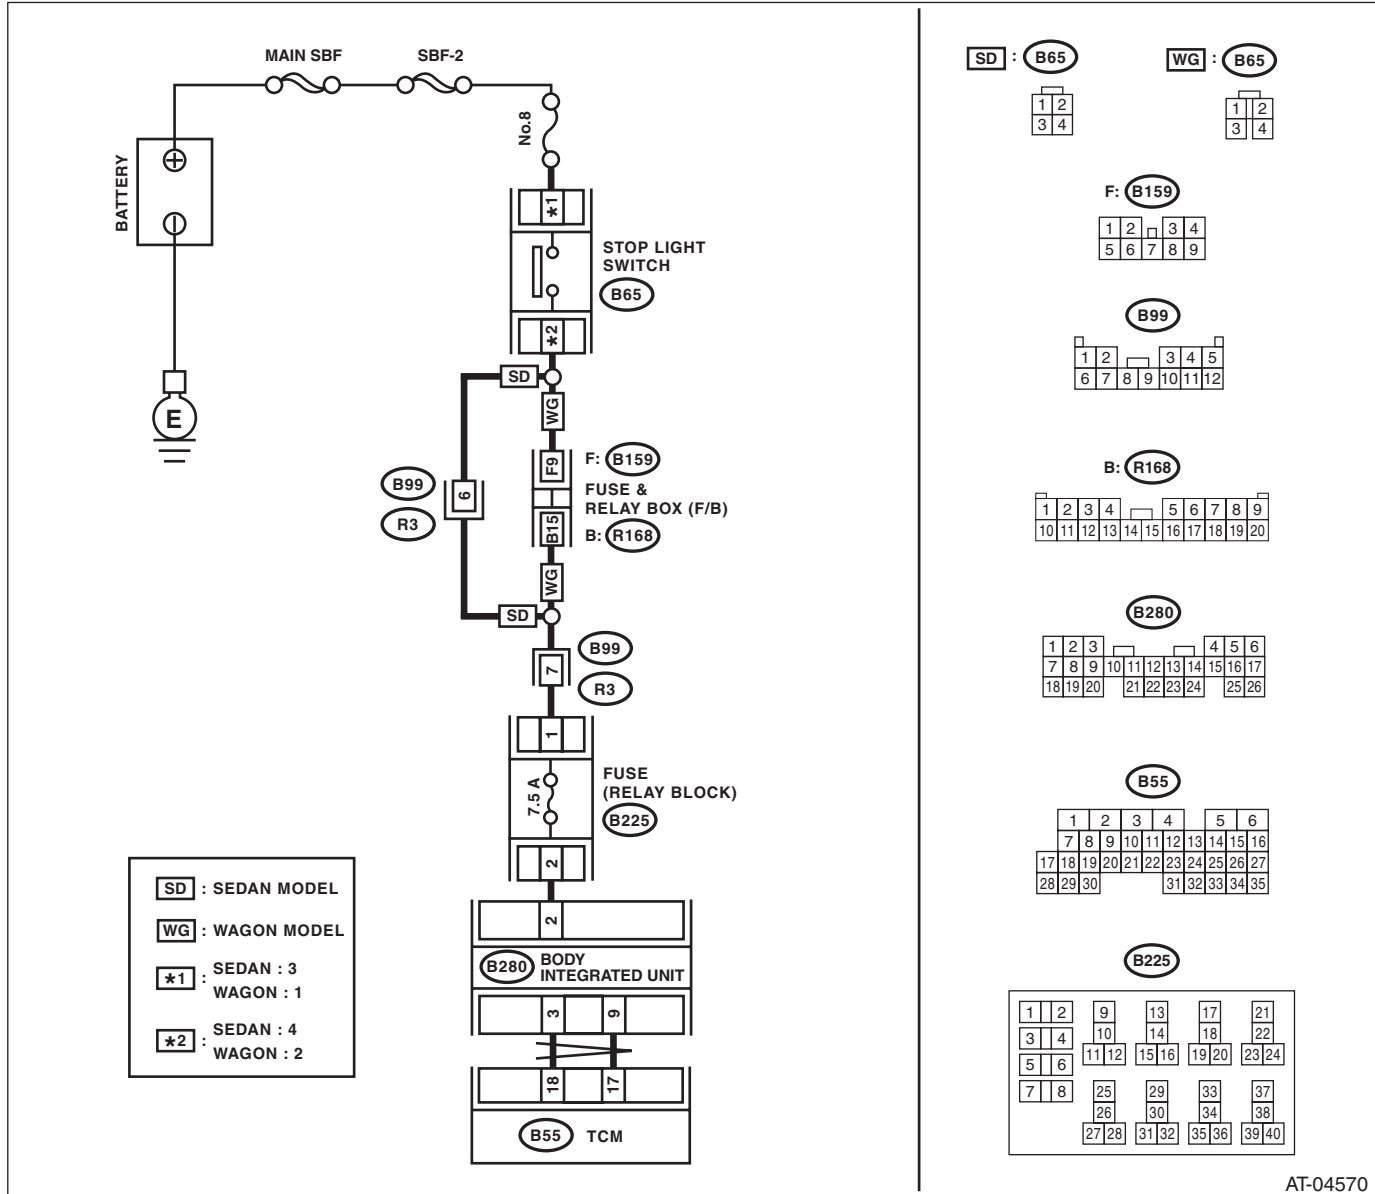 MAIN SBF
SBF-2
No.8
BATTERY
E
*1
STOP LIGHT
SWITCH
B65
*2
SD
WG
F9
F: B159
FUSE &
RELAY BOX (F/B)
B15
B: R168
B99
6
R3
WG
SD
B99
7
R3
1
FUSE
(RELAY BLOCK)
7.5 A
B225
2
2
B280 BODY
INTEGRATED UNIT
3 9
18 17
B55 TCM
SD : SEDAN MODEL
WG : WAGON MODEL
*1 : SEDAN : 3
WAGON : 1
*2 : SEDAN : 4
WAGON : 2
SD : B65
1 2
3 4
WG : B65
1 2
3 4
F: B159
1 2 3 4
5 6 7 8 9
B99
1 2 3 4 5
6 7 8 9 10 11 12
B: R168
1 2 3 4 5 6 7 8 9
10 11 12 13 14 15 16 17 18 19 20
B280
1 2 3 4 5 6
7 8 9 10 11 12 13 14 15 16 17
18 19 20 21 22 23 24 25 26
B55
1 2 3 4 5 6
7 8 9 10 11 12 13 14 15 16
17 18 19 20 21 22 23 24 25 26 27
28 29 30 31 32 33 34 35
B225
1 2 9 13 17 21
3 4 10 14 18 22
5 6 11 12 15 16 19 20 23 24
7 8 25 29 33 37
26 30 34 38
27 28 31 32 35 36 39 40
AT-04570